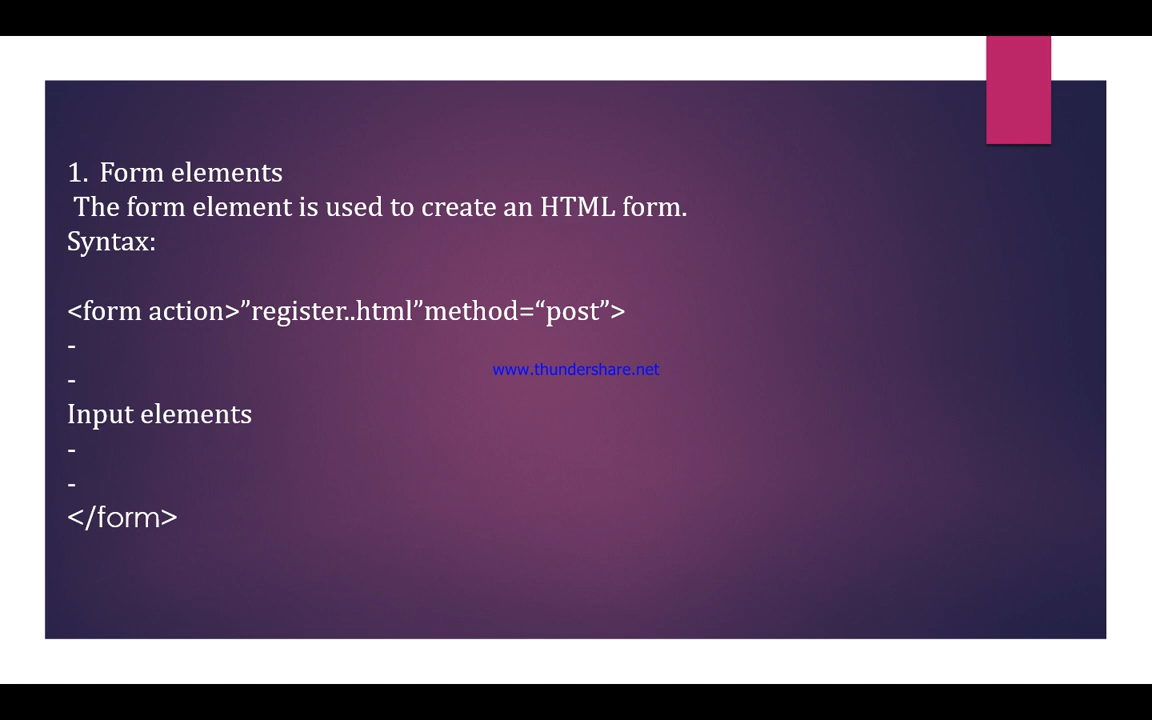 1. Form elements
The form element is used to create an HTML form.
Syntax:
<form action>”register..html”method=“post”>
-
-
www.thundershare.net
Input elements
-
-
</form>